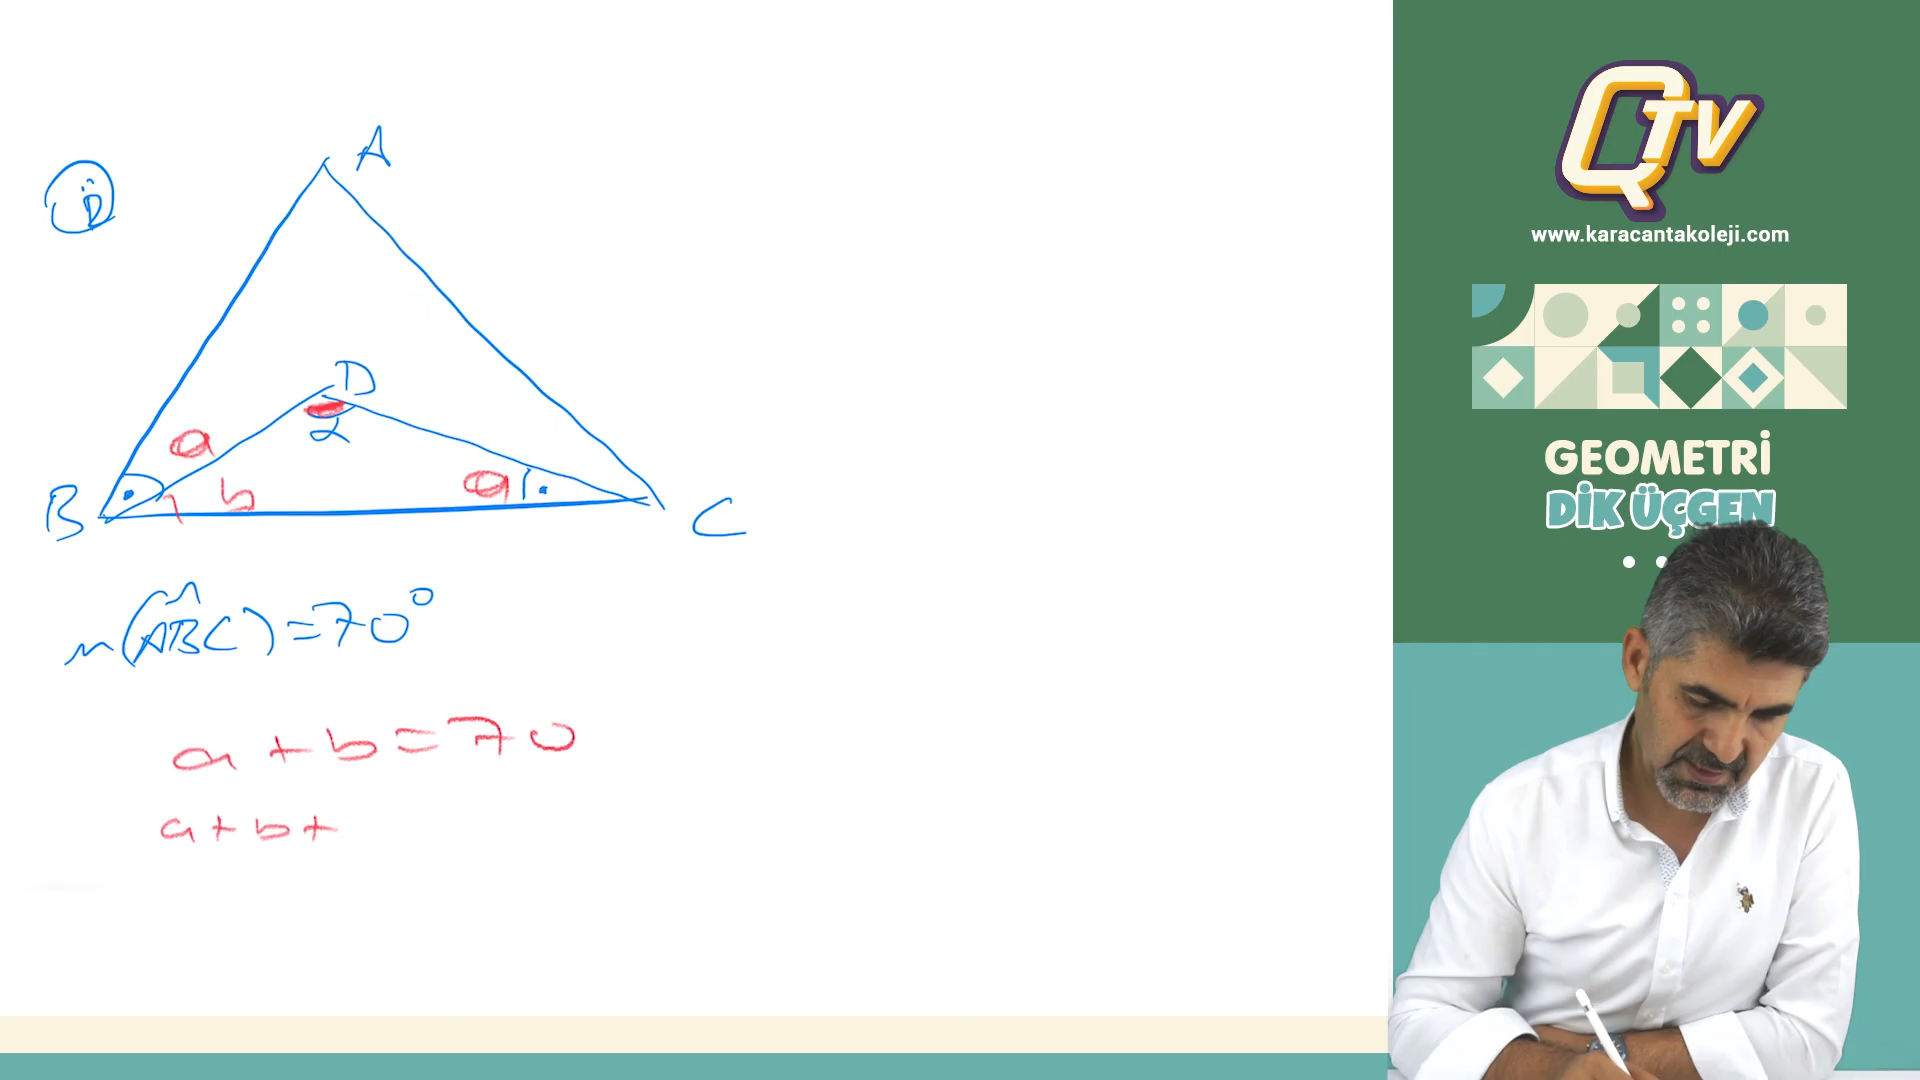 A
D
α
a
b
a
B
C
m(ABC)=70°
a+b=70
a+b+
QTV
www.karacantakoleji.com
GEOMETRİ
DİK ÜÇGEN